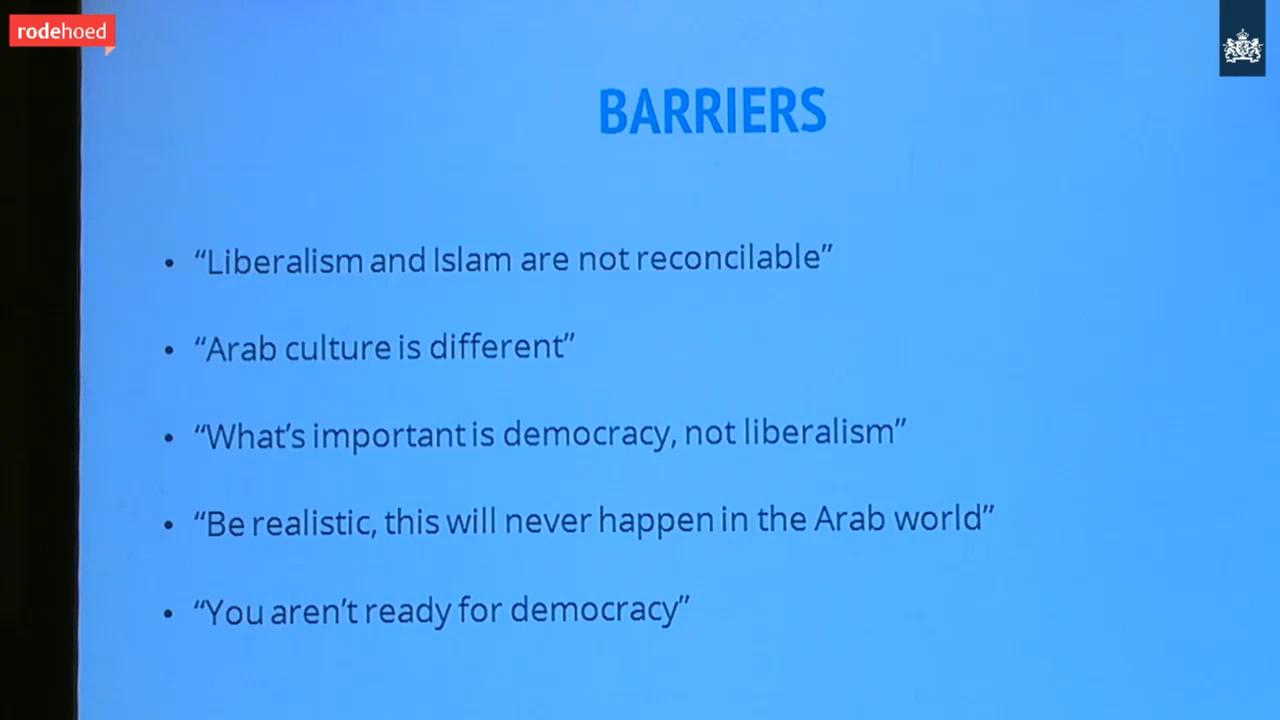 rodehoed
BARRIERS
• “Liberalism and Islam are not reconcilable”
• “Arab culture is different”
• “What’s important is democracy, not liberalism”
• “Be realistic, this will never happen in the Arab world”
• “You aren’t ready for democracy”